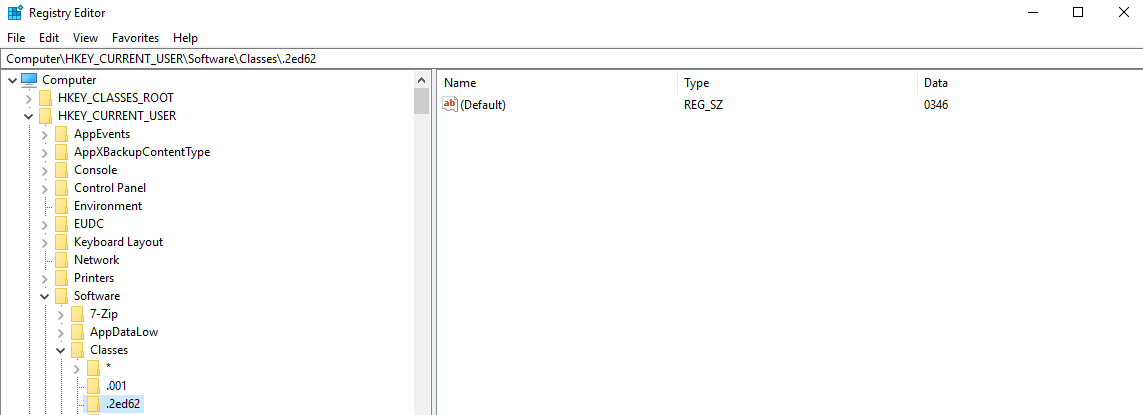 Registry Editor
File Edit View Favorites Help
Computer\HKEY_CURRENT_USER\Software\Classes\.2ed62
Computer
HKEY_CLASSES_ROOT
HKEY_CURRENT_USER
AppEvents
AppXBackupContentType
Console
Control Panel
Environment
EUDC
Keyboard Layout
Network
Printers
Software
7-Zip
AppDataLow
Classes
*
.001
.2ed62
Name Type Data
ab (Default) REG_SZ 0346